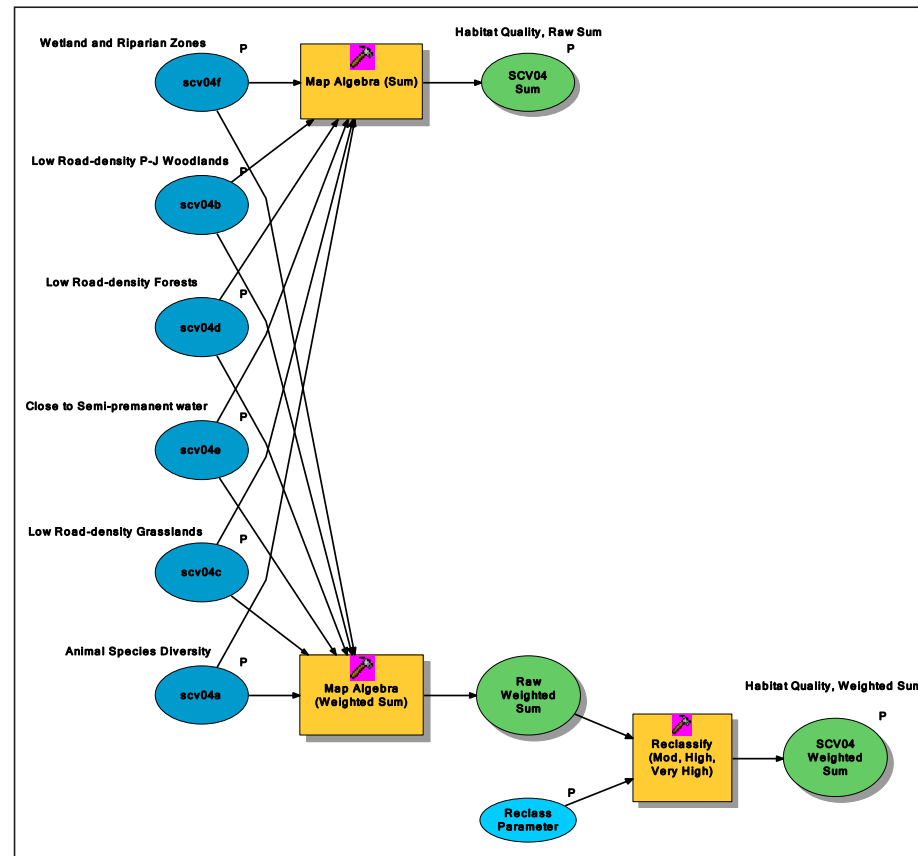 Wetland and Riparian Zones
P
scv04f
Map Algebra (Sum)
Habitat Quality, Raw Sum
P
SCV04
Sum
Low Road-density P-J Woodlands
P
scv04b
Low Road-density Forests
P
scv04d
Close to Semi-premanent water
P
scv04e
Low Road-density Grasslands
P
scv04c
Animal Species Diversity
P
scv04a
Map Algebra
(Weighted Sum)
Raw
Weighted
Sum
Reclass
Parameter
P
Reclassify
(Mod, High,
Very High)
Habitat Quality, Weighted Sum
P
SCV04
Weighted
Sum